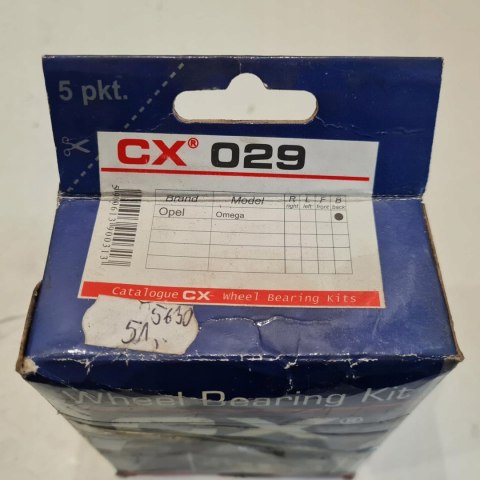 5 pkt.
CX® 029
Brand Model R right L left F front B back
Opel Omega
Catalogue CX - Wheel Bearing Kits
5630
51
Wheel Bearing Kit